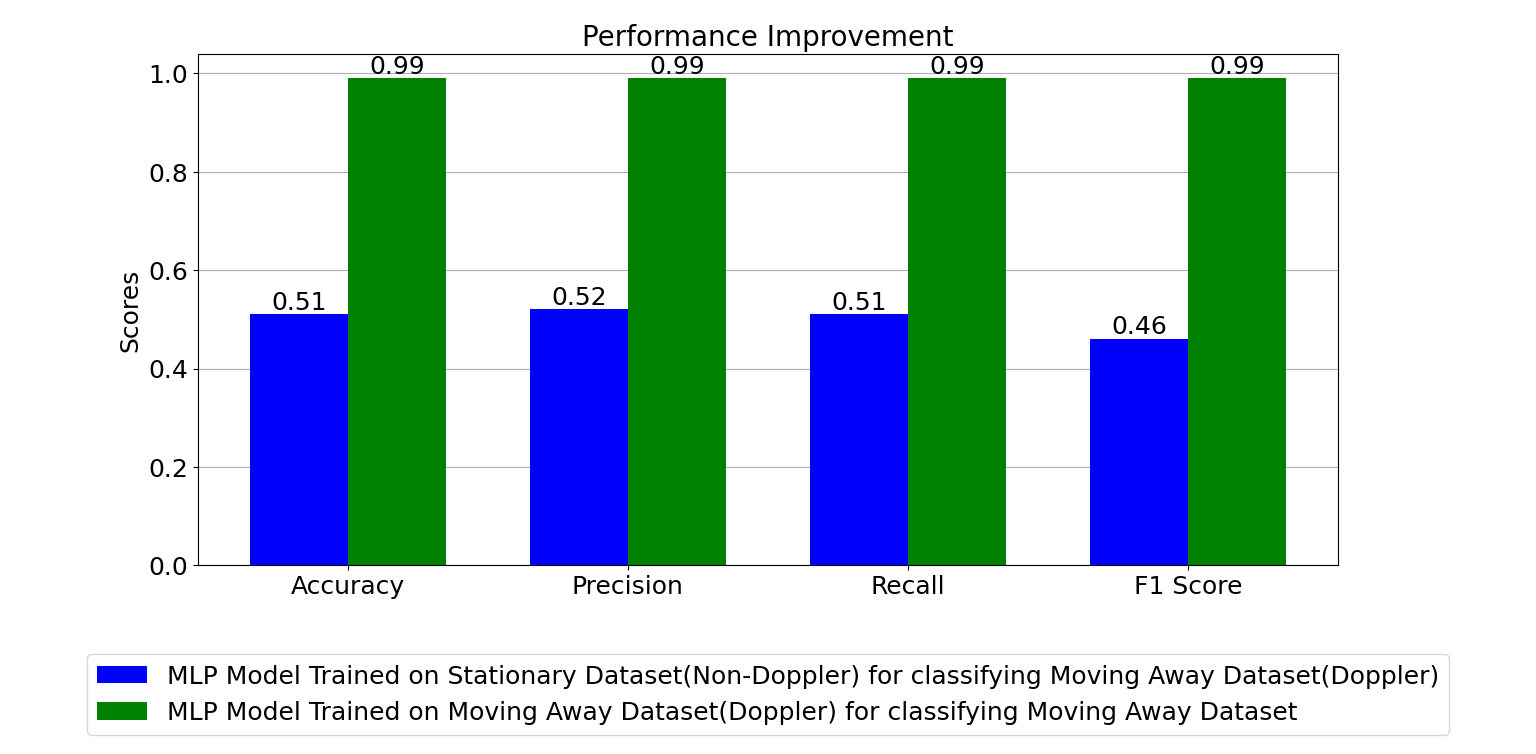 Performance Improvement
0.99 0.99 0.99 0.99
1.0
0.8
0.6
0.51 0.52 0.51 0.46
0.4
0.2
0.0
Scores
Accuracy Precision Recall F1 Score
MLP Model Trained on Stationary Dataset(Non-Doppler) for classifying Moving Away Dataset(Doppler)
MLP Model Trained on Moving Away Dataset(Doppler) for classifying Moving Away Dataset